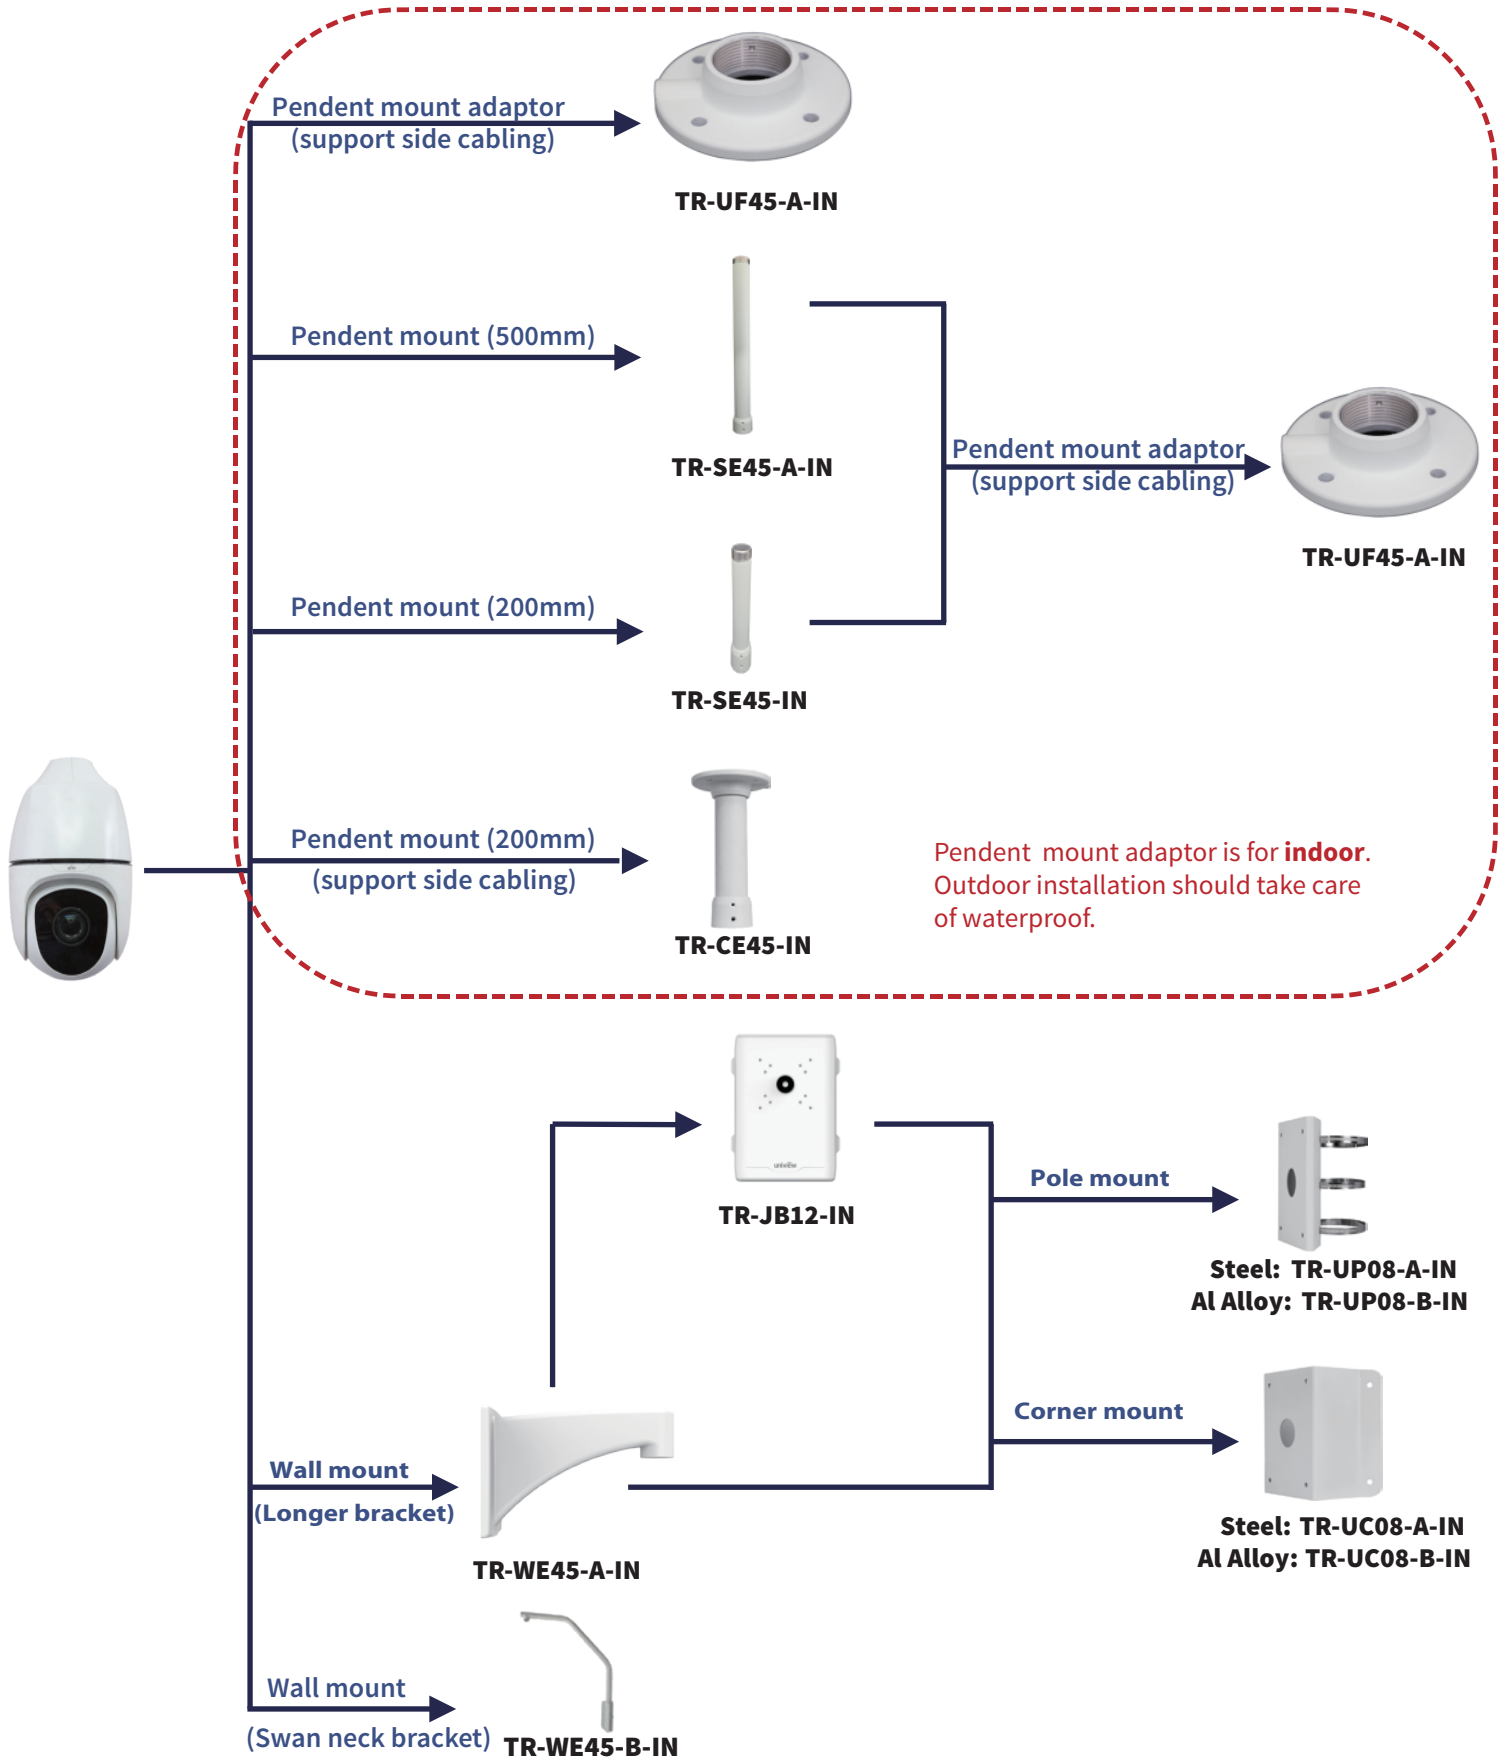 Pendent mount adaptor
(support side cabling)
TR-UF45-A-IN
Pendent mount (500mm)
TR-SE45-A-IN
Pendent mount adaptor
(support side cabling)
TR-UF45-A-IN
Pendent mount (200mm)
TR-SE45-IN
Pendent mount (200mm)
(support side cabling)
TR-CE45-IN
Pendent mount adaptor is for indoor.
Outdoor installation should take care
of waterproof.
uniview
TR-JB12-IN
Pole mount
Steel: TR-UP08-A-IN
Al Alloy: TR-UP08-B-IN
Corner mount
Steel: TR-UC08-A-IN
Al Alloy: TR-UC08-B-IN
Wall mount
(Longer bracket)
TR-WE45-A-IN
Wall mount
(Swan neck bracket)
TR-WE45-B-IN